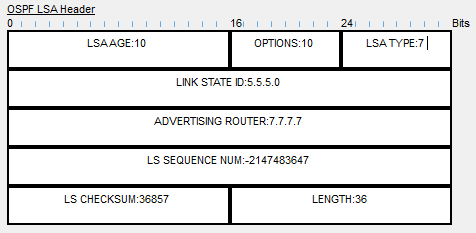 OSPF LSA Header
0 16 24 Bits
LSA AGE:10 OPTIONS:10 LSA TYPE:7
LINK STATE ID:5.5.5.0
ADVERTISING ROUTER:7.7.7.7
LS SEQUENCE NUM:-2147483647
LS CHECKSUM:36857 LENGTH:36